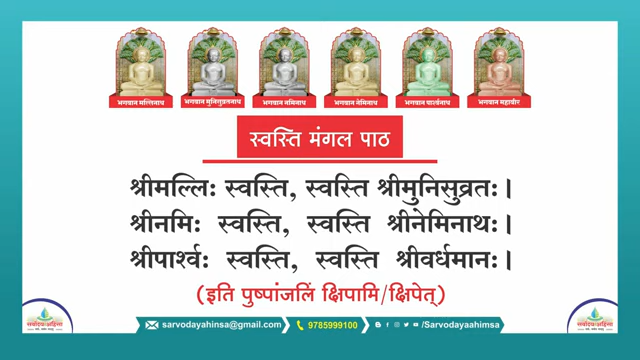 भगवान मल्लिनाथ भगवान मुनिसुव्रतनाथ भगवान नमिनाथ भगवान नेमिनाथ भगवान पार्श्वनाथ भगवान महावीर
स्वस्ति मंगल पाठ
श्रीमल्लिः स्वस्ति, स्वस्ति श्रीमुनिसुव्रतः।
श्रीनमिः स्वस्ति, स्वस्ति श्रीनेमिनाथः।
श्रीपार्श्वः स्वस्ति, स्वस्ति श्रीवर्धमानः।
(इति पुष्पांजलिं क्षिपामि/क्षिपेत्)
सर्वोदय अहिंसा सर्वोदय अहिंसा
sarvodayahinsa@gmail.com 9785999100 /Sarvodayaahimsa